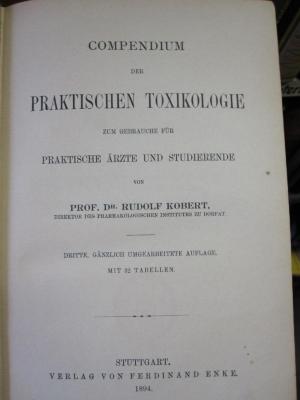 COMPENDIUM
DER
PRAKTISCHEN TOXIKOLOGIE
ZUM GEBRAUCHE FÜR
PRAKTISCHE ÄRZTE UND STUDIERENDE
VON
PROF. DR. RUDOLF KOBERT,
DIREKTOR DES PHARMAKOLOGISCHEN INSTITUTES ZU DORPAT.
DRITTE, GÄNZLICH UMGEARBEITETE AUFLAGE.
MIT 32 TABELLEN.
STUTTGART.
VERLAG VON FERDINAND ENKE.
1894.